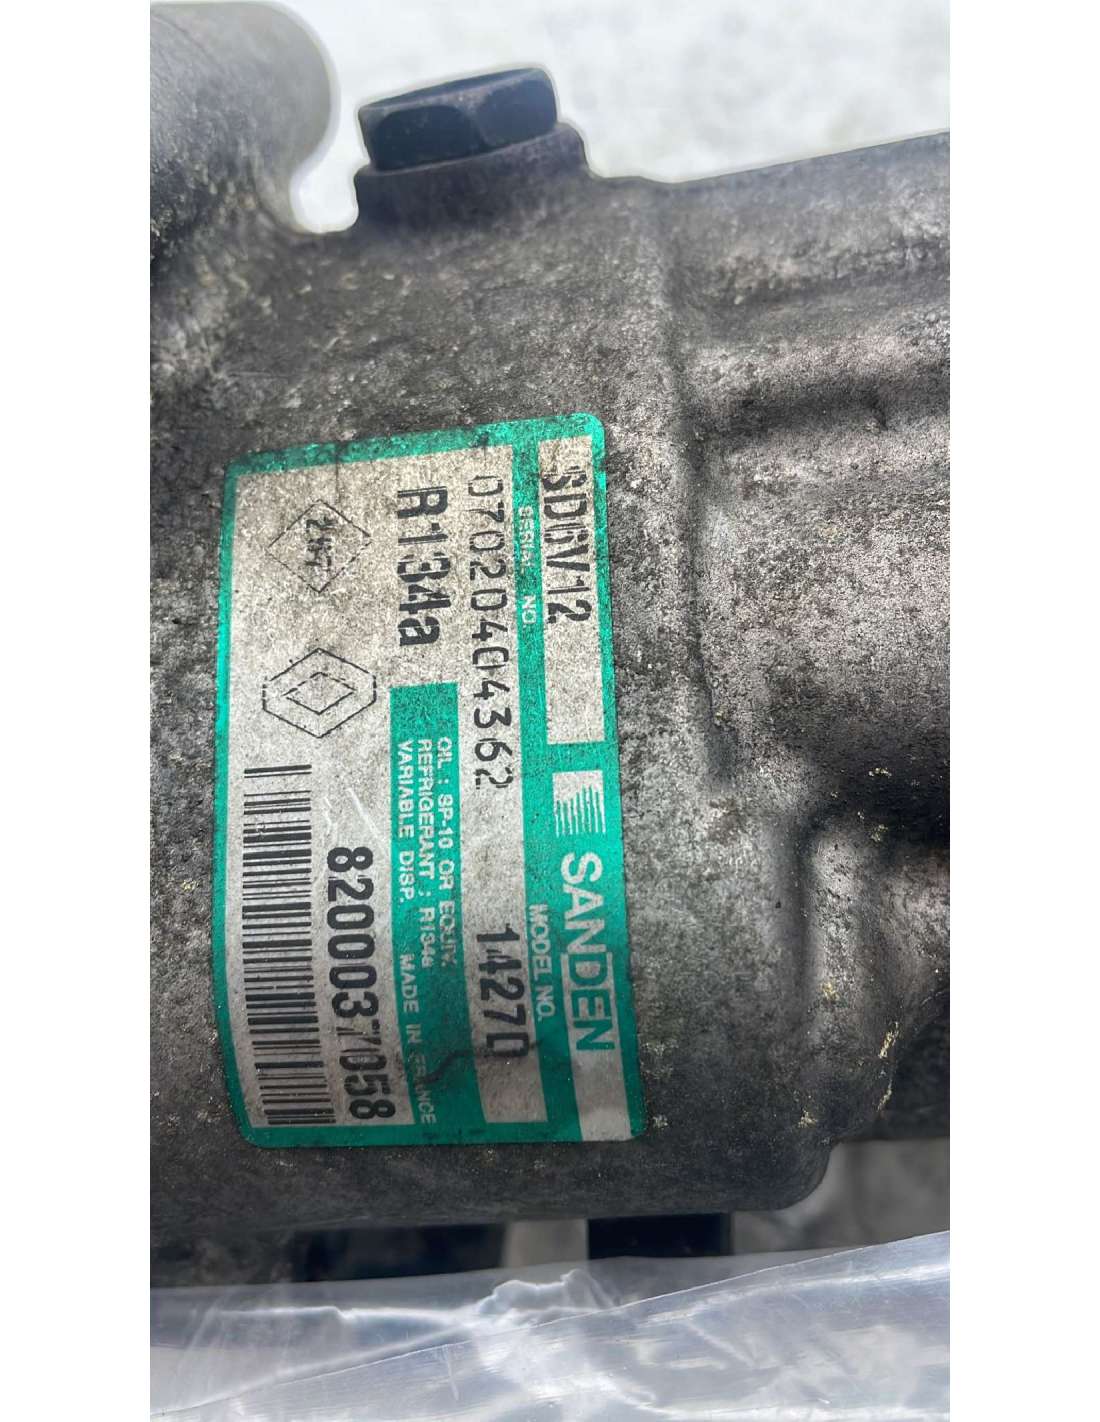 SD6V12
SANDEN
SERIAL NO.
MODEL NO.
07020404362
1427D
R134a
OIL : SP-10 OR EQUIV.
REFRIGERANT : R134a
VARIABLE DISP. MADE IN FRANCE
8200037058